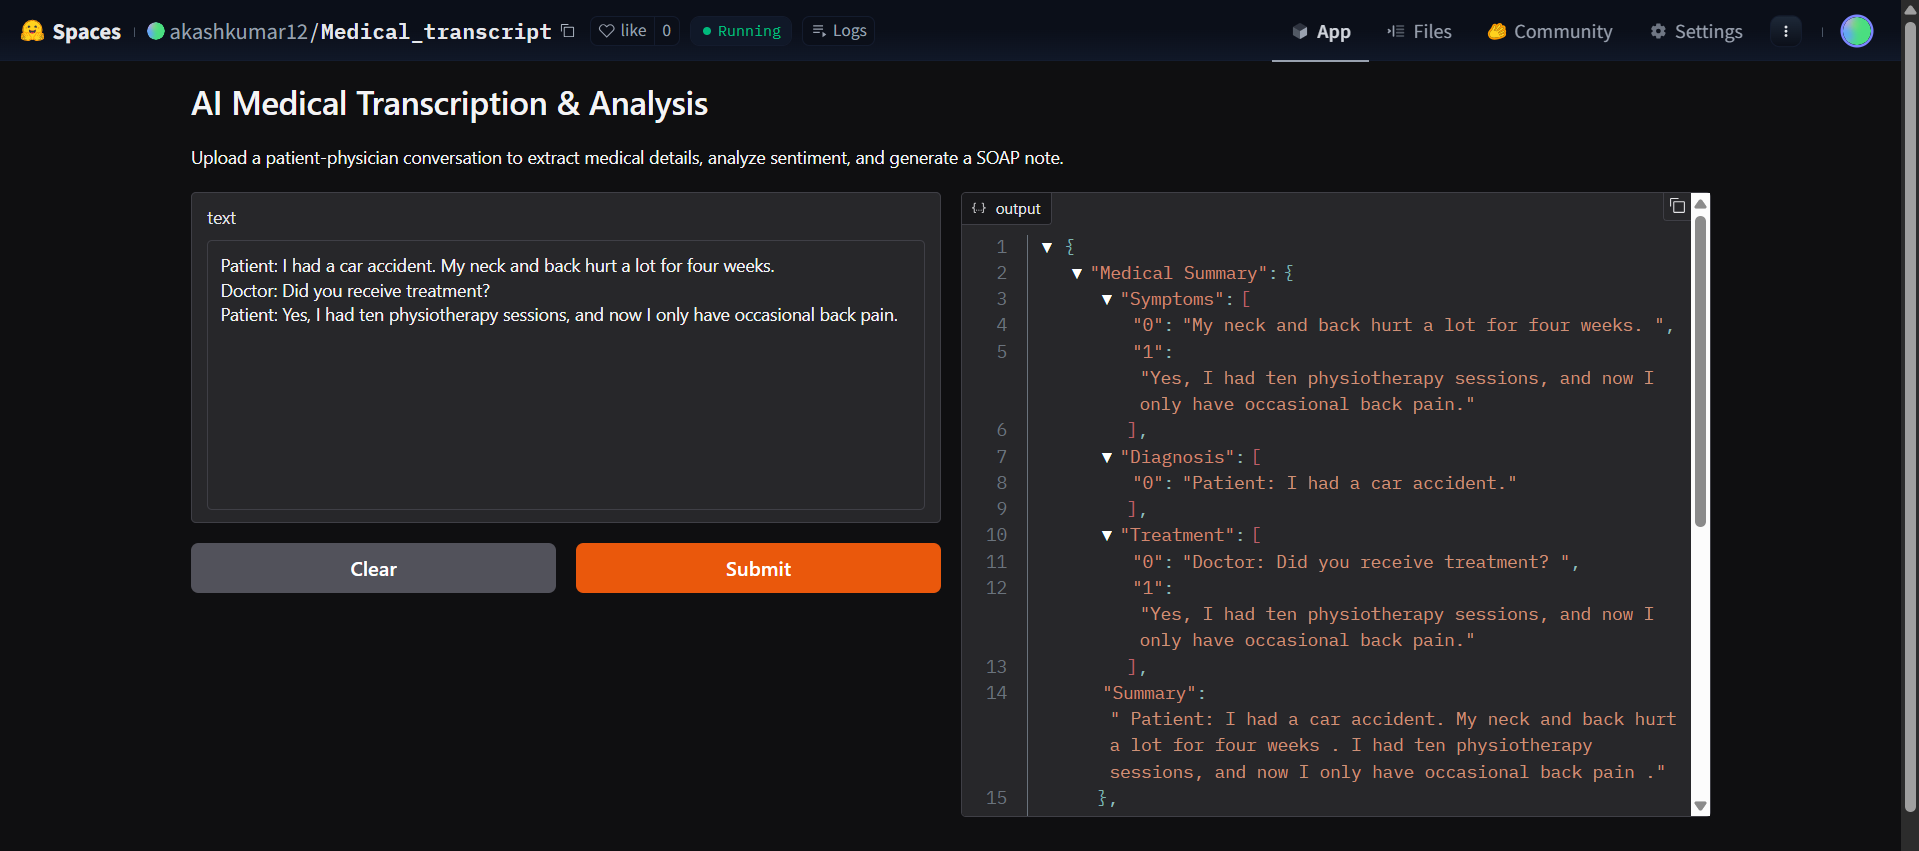 Spaces
akashkumar12/Medical_transcript
like 0
Running
Logs
App
Files
Community
Settings
AI Medical Transcription & Analysis
Upload a patient-physician conversation to extract medical details, analyze sentiment, and generate a SOAP note.
text
Patient: I had a car accident. My neck and back hurt a lot for four weeks.
Doctor: Did you receive treatment?
Patient: Yes, I had ten physiotherapy sessions, and now I only have occasional back pain.
Clear
Submit
{..} output
1 {
2 "Medical Summary": {
3 "Symptoms": [
4 "0": "My neck and back hurt a lot for four weeks. ",
5 "1":
"Yes, I had ten physiotherapy sessions, and now I
only have occasional back pain."
6 ],
7 "Diagnosis": [
8 "0": "Patient: I had a car accident."
9 ],
10 "Treatment": [
11 "0": "Doctor: Did you receive treatment? ",
12 "1":
"Yes, I had ten physiotherapy sessions, and now I
only have occasional back pain."
13 ],
14 "Summary":
" Patient: I had a car accident. My neck and back hurt
a lot for four weeks . I had ten physiotherapy
sessions, and now I only have occasional back pain ."
15 },